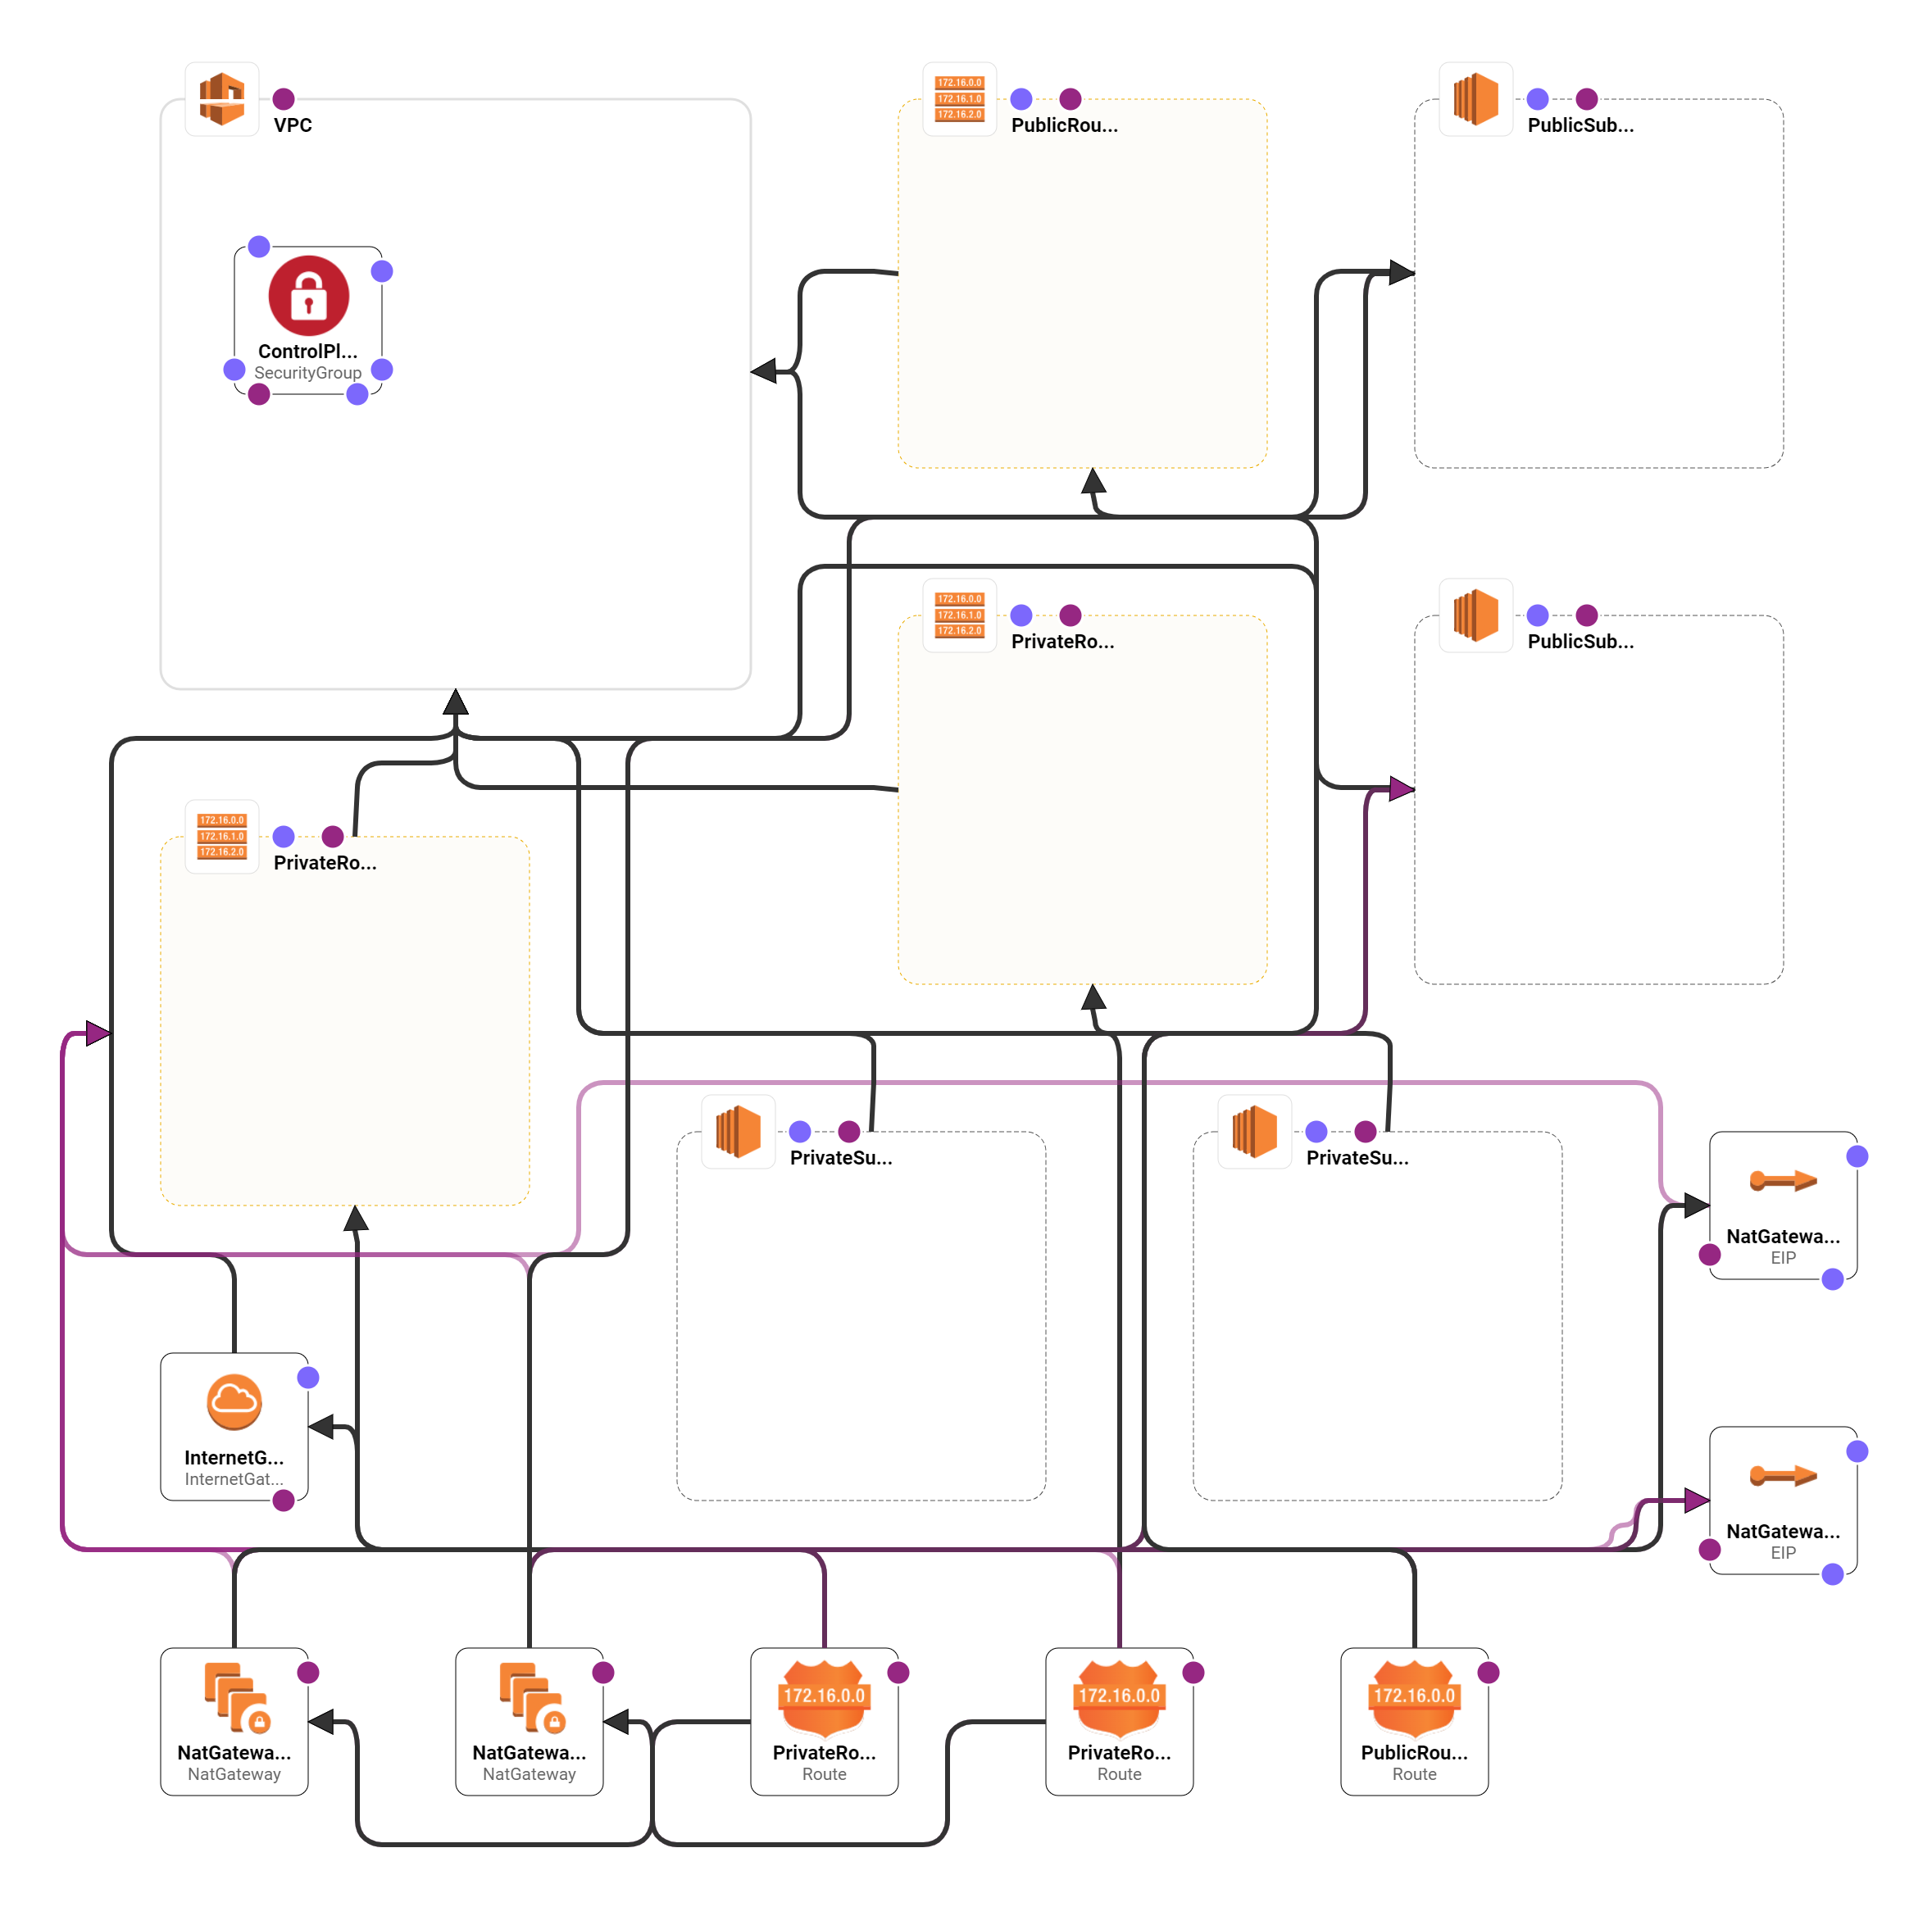 VPC
172.16.0.0
172.16.1.0
172.16.2.0
PublicRou...
PublicSub...
ControlPl...
SecurityGroup
172.16.0.0
172.16.1.0
172.16.2.0
PrivateRo...
PublicSub...
172.16.0.0
172.16.1.0
172.16.2.0
PrivateRo...
PrivateSu...
PrivateSu...
NatGatewa...
EIP
InternetG...
InternetGat...
NatGatewa...
EIP
NatGatewa...
NatGateway
NatGatewa...
NatGateway
172.16.0.0
PrivateRo...
Route
172.16.0.0
PrivateRo...
Route
172.16.0.0
PublicRou...
Route